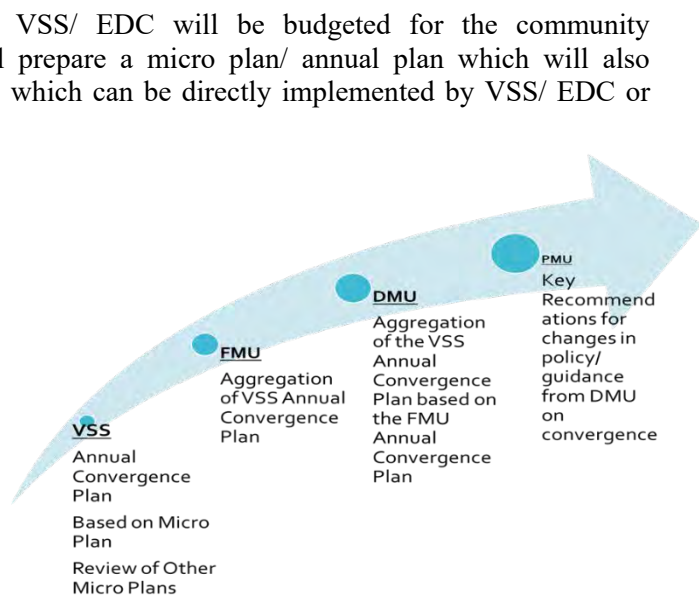 VSS/ EDC will be budgeted for the community
prepare a micro plan/ annual plan which will also
which can be directly implemented by VSS/ EDC or
PMU
Key
Recommend
ations for
changes in
policy/
guidance
from DMU
on
convergence
DMU
Aggregation
of the VSS
Annual
Convergence
Plan based on
the FMU
Annual
Convergence
Plan
FMU
Aggregation
of VSS Annual
Convergence
Plan
VSS
Annual
Convergence
Plan
Based on Micro
Plan
Review of Other
Micro Plans